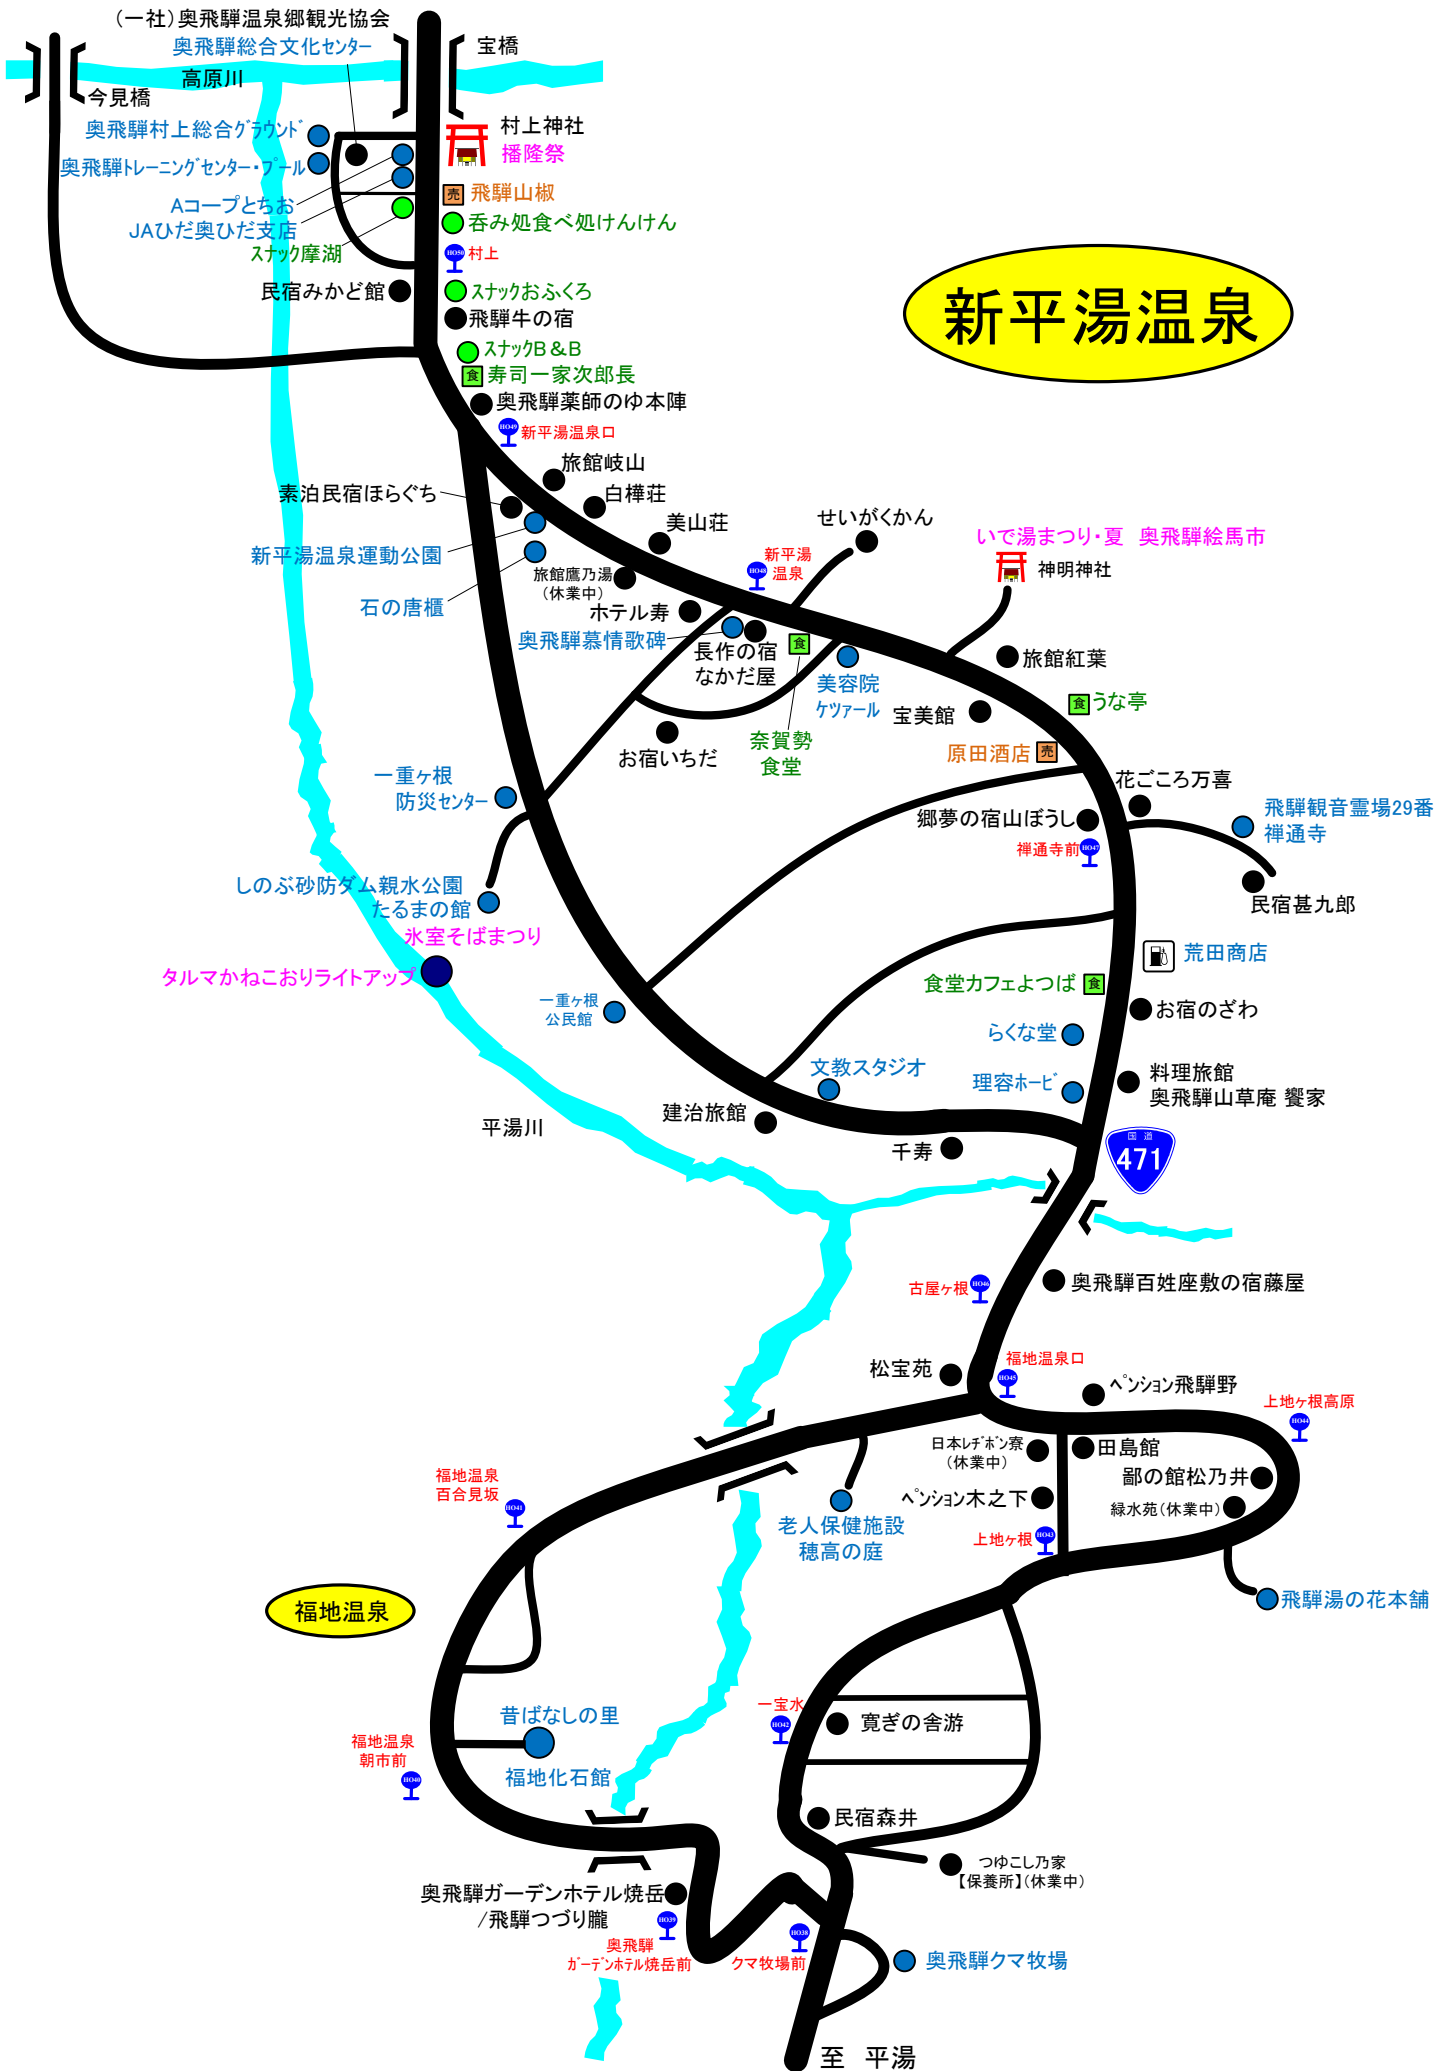 (一社)奥飛騨温泉郷観光協会
奥飛騨総合文化センター
宝橋
高原川
今見橋
奥飛騨村上総合グラウンド
奥飛騨トレーニングセンター・プール
村上神社
播隆祭
Aコープとちお
JAひだ奥ひだ支店
売
飛騨山椒
呑み処食べ処けんけん
スナック摩湖
HO50
村上
民宿みかど館
スナックおふくろ
飛騨牛の宿
新平湯温泉
スナックB&B
食
寿司一家次郎長
奥飛騨薬師のゆ本陣
HO49
新平湯温泉口
旅館岐山
素泊民宿ほらぐち
白樺荘
美山荘
せいがくかん
いで湯まつり・夏 奥飛騨絵馬市
神明神社
新平湯温泉運動公園
新平湯
温泉
HO48
旅館鷹乃湯
(休業中)
石の唐櫃
ホテル寿
奥飛騨慕情歌碑
長作の宿
なかだ屋
食
旅館紅葉
美容院
ケツァール
食
うな亭
宝美館
お宿いちだ
奈賀勢
食堂
原田酒店
売
一重ヶ根
防災センター
花ごころ万喜
郷夢の宿山ぼうし
飛騨観音霊場29番
禅通寺
禅通寺前
HO47
しのぶ砂防ダム親水公園
たるまの館
氷室そばまつり
民宿甚九郎
タルマかねこおりライトアップ
荒田商店
食堂カフェよつば
食
一重ヶ根
公民館
お宿のざわ
らくな堂
文教スタジオ
理容ホービ
料理旅館
奥飛騨山草庵 饗家
建治旅館
平湯川
千寿
国道
471
古屋ヶ根
HO46
奥飛騨百姓座敷の宿藤屋
松宝苑
福地温泉口
HO45
ペンション飛騨野
上地ヶ根高原
HO44
日本レヂボン寮
(休業中)
田島館
鄙の館松乃井
福地温泉
百合見坂
HO41
ペンション木之下
緑水苑(休業中)
老人保健施設
穂高の庭
上地ヶ根
HO43
福地温泉
飛騨湯の花本舗
昔ばなしの里
一宝水
HO42
寛ぎの舎游
福地温泉
朝市前
HO40
福地化石館
民宿森井
つゆこし乃家
【保養所】(休業中)
奥飛騨ガーデンホテル焼岳
/飛騨つづり朧
HO39
奥飛騨
ガーデンホテル焼岳前
HO38
クマ牧場前
奥飛騨クマ牧場
至 平湯